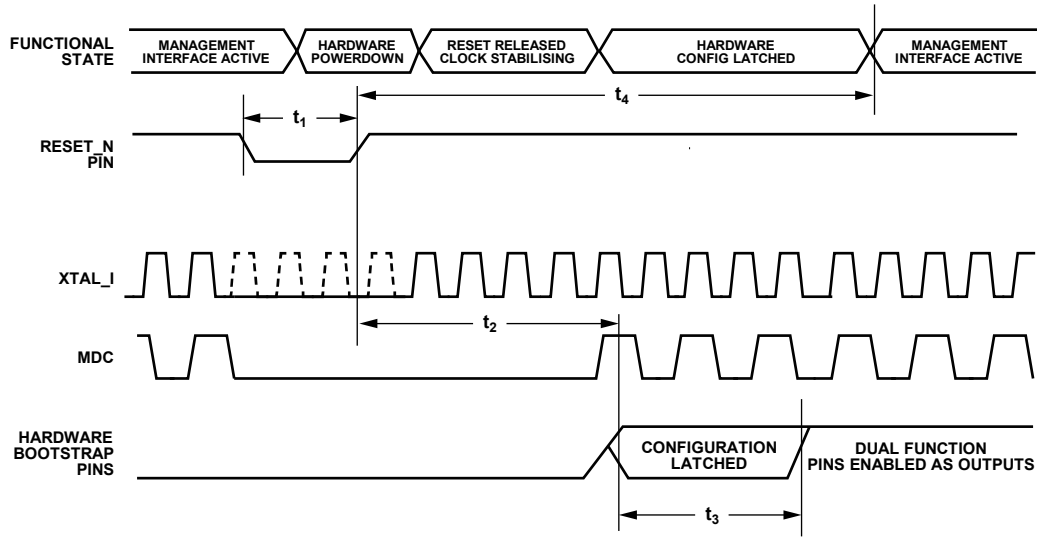 FUNCTIONAL
STATE
MANAGEMENT
INTERFACE ACTIVE
HARDWARE
POWERDOWN
RESET RELEASED
CLOCK STABILISING
HARDWARE
CONFIG LATCHED
MANAGEMENT
INTERFACE ACTIVE
t4
t1
RESET_N
PIN
XTAL_I
t2
MDC
HARDWARE
BOOTSTRAP
PINS
CONFIGURATION
LATCHED
DUAL FUNCTION
PINS ENABLED AS OUTPUTS
t3